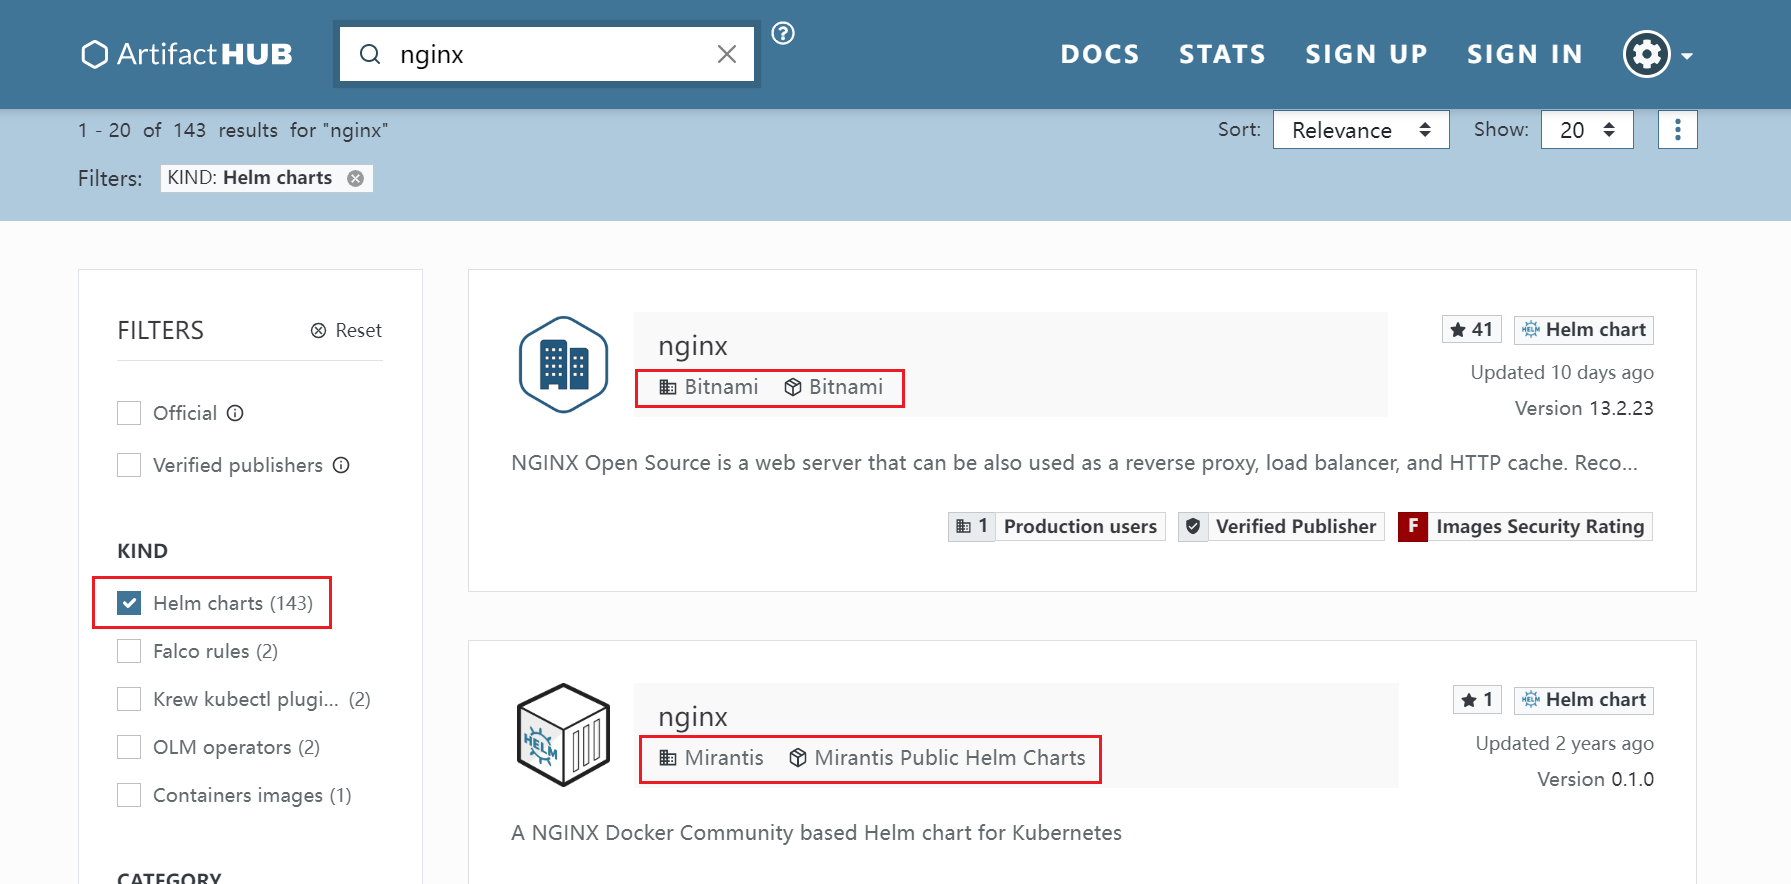 ArtifactHUB
nginx
?
DOCS STATS SIGN UP SIGN IN
1 - 20 of 143 results for "nginx"
Sort: Relevance Show: 20
Filters: KIND: Helm charts
FILTERS Reset
Official
Verified publishers
KIND
Helm charts (143)
Falco rules (2)
Krew kubectl plugi... (2)
OLM operators (2)
Containers images (1)
CATEGORY
nginx
Bitnami Bitnami
41 HELM Helm chart
Updated 10 days ago
Version 13.2.23
NGINX Open Source is a web server that can be also used as a reverse proxy, load balancer, and HTTP cache. Reco...
1 Production users Verified Publisher F Images Security Rating
HELM
nginx
Mirantis Mirantis Public Helm Charts
1 HELM Helm chart
Updated 2 years ago
Version 0.1.0
A NGINX Docker Community based Helm chart for Kubernetes